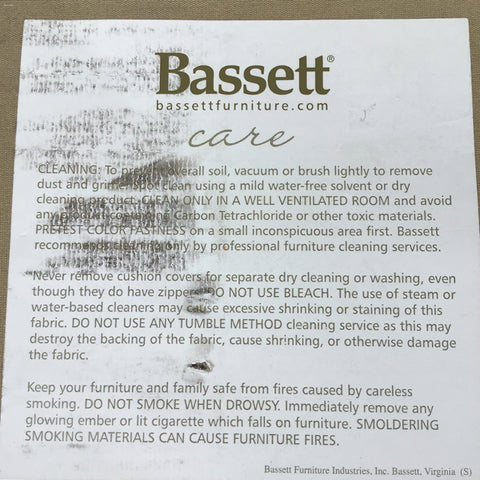 Bassett®
bassettfurniture.com
care
CLEANING: To prevent overall soil, vacuum or brush lightly to remove
dust and grime. Spot clean using a mild water-free solvent or dry
cleaning product. CLEAN ONLY IN A WELL VENTILATED ROOM and avoid
any product containing Carbon Tetrachloride or other toxic materials.
PRETEST COLOR FASTNESS on a small inconspicuous area first. Bassett
recommends cleaning only by professional furniture cleaning services.
Never remove cushion covers for separate dry cleaning or washing, even
though they do have zippers. DO NOT USE BLEACH. The use of steam or
water-based cleaners may cause excessive shrinking or staining of this
fabric. DO NOT USE ANY TUMBLE METHOD cleaning service as this may
destroy the backing of the fabric, cause shrinking, or otherwise damage
the fabric.
Keep your furniture and family safe from fires caused by careless
smoking. DO NOT SMOKE WHEN DROWSY. Immediately remove any
glowing ember or lit cigarette which falls on furniture. SMOLDERING
SMOKING MATERIALS CAN CAUSE FURNITURE FIRES.
Bassett Furniture Industries, Inc. Bassett, Virginia (S)